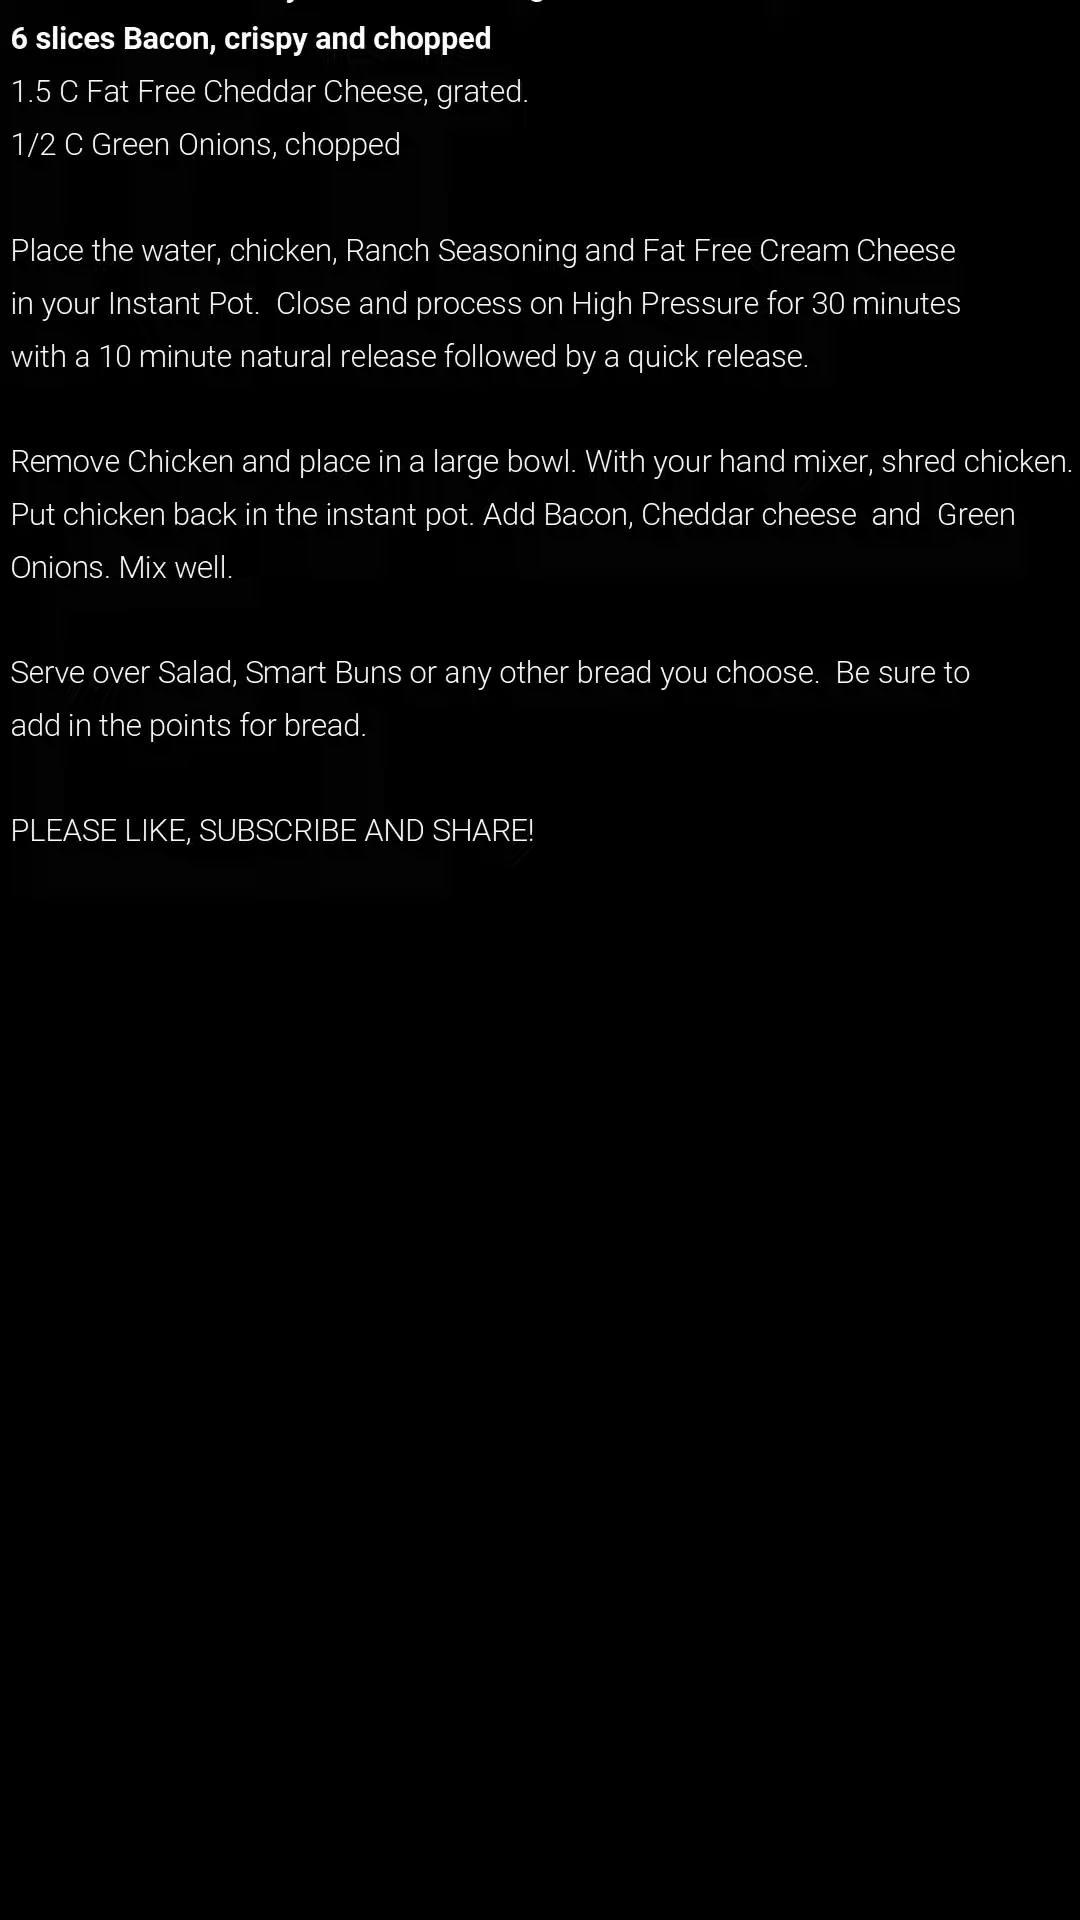 6 slices Bacon, crispy and chopped
1.5 C Fat Free Cheddar Cheese, grated.
1/2 C Green Onions, chopped
Place the water, chicken, Ranch Seasoning and Fat Free Cream Cheese
in your Instant Pot.  Close and process on High Pressure for 30 minutes
with a 10 minute natural release followed by a quick release.
Remove Chicken and place in a large bowl. With your hand mixer, shred chicken.
Put chicken back in the instant pot. Add Bacon, Cheddar cheese  and  Green
Onions. Mix well.
Serve over Salad, Smart Buns or any other bread you choose.  Be sure to
add in the points for bread.
PLEASE LIKE, SUBSCRIBE AND SHARE!